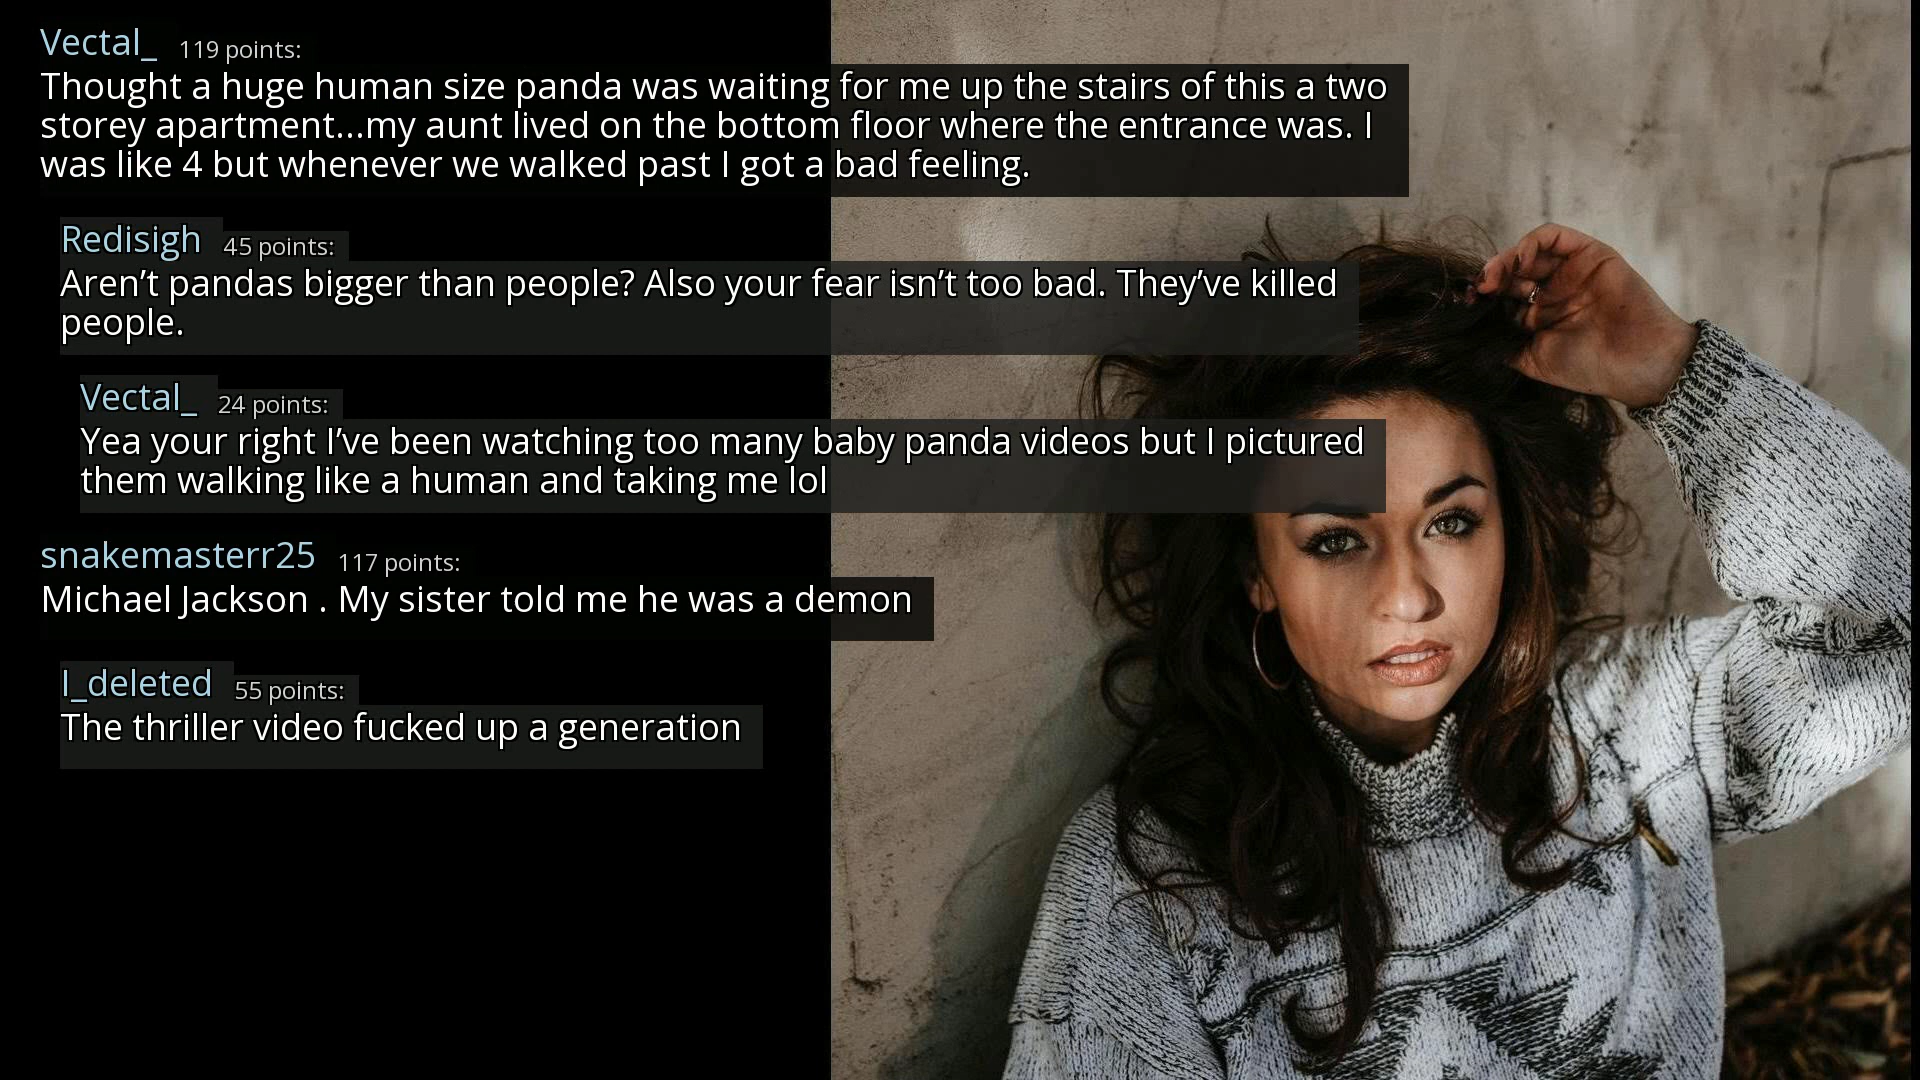 Vectal_ 119 points:
Thought a huge human size panda was waiting for me up the stairs of this a two
storey apartment...my aunt lived on the bottom floor where the entrance was. I
was like 4 but whenever we walked past I got a bad feeling.
Redisigh 45 points:
Aren’t pandas bigger than people? Also your fear isn’t too bad. They’ve killed
people.
Vectal_ 24 points:
Yea your right I’ve been watching too many baby panda videos but I pictured
them walking like a human and taking me lol
snakemasterr25 117 points:
Michael Jackson . My sister told me he was a demon
I_deleted 55 points:
The thriller video fucked up a generation